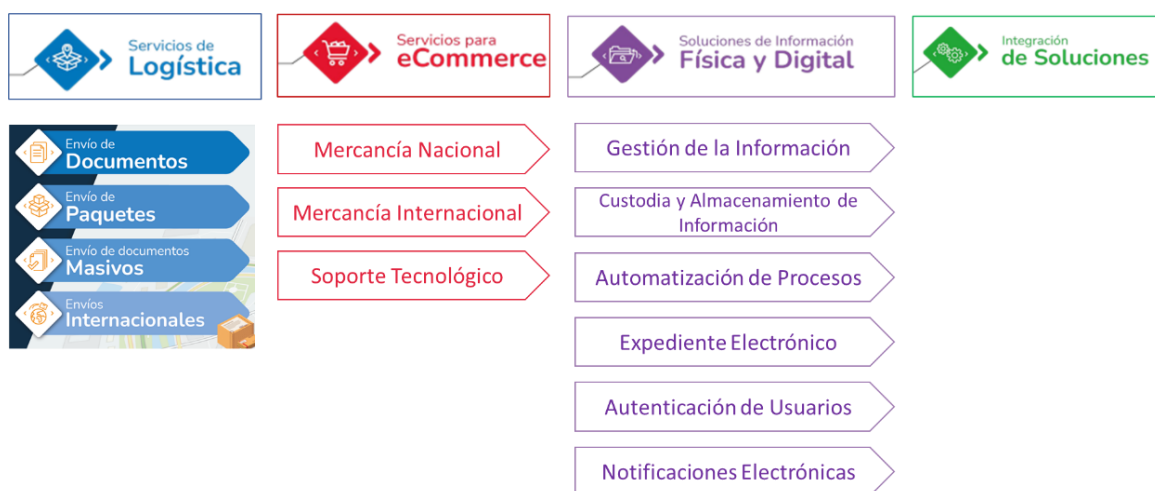 Servicios de
Logística
Servicios para
eCommerce
Soluciones de Información
Física y Digital
Integración
de Soluciones
Envío de
Documentos
Envío de
Paquetes
Envío de documentos
Masivos
Envíos
Internacionales
Mercancía Nacional
Mercancía Internacional
Soporte Tecnológico
Gestión de la Información
Custodia y Almacenamiento de
Información
Automatización de Procesos
Expediente Electrónico
Autenticación de Usuarios
Notificaciones Electrónicas